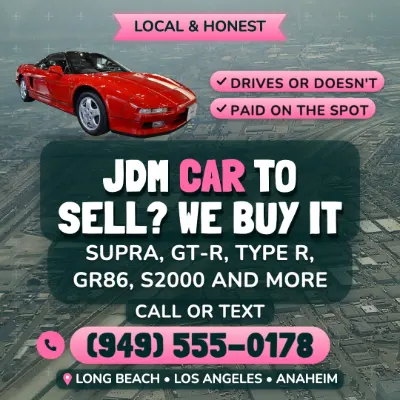 LOCAL & HONEST
DRIVES OR DOESN'T
PAID ON THE SPOT
JDM CAR TO
SELL? WE BUY IT
SUPRA, GT-R, TYPE R,
GR86, S2000 AND MORE
CALL OR TEXT
(949) 555-0178
LONG BEACH • LOS ANGELES • ANAHEIM